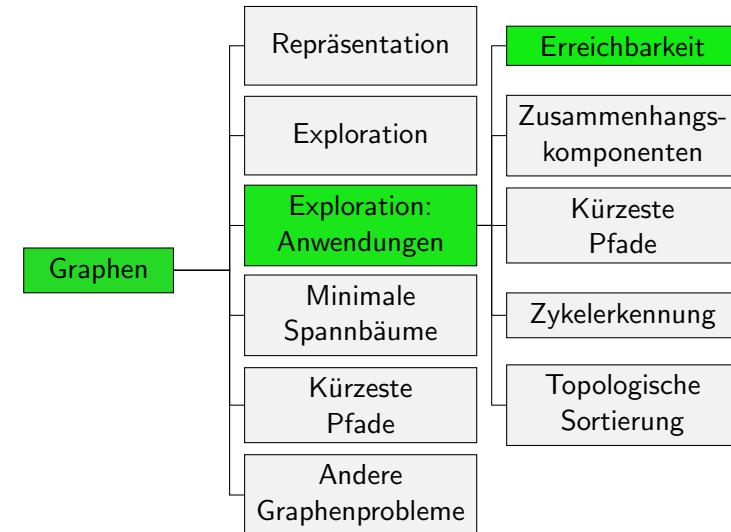 Graphen
Repräsentation
Exploration
Exploration:
Anwendungen
Minimale
Spannbäume
Kürzeste
Pfade
Andere
Graphenprobleme
Erreichbarkeit
Zusammenhangs-
komponenten
Kürzeste
Pfade
Zykelerkennung
Topologische
Sortierung